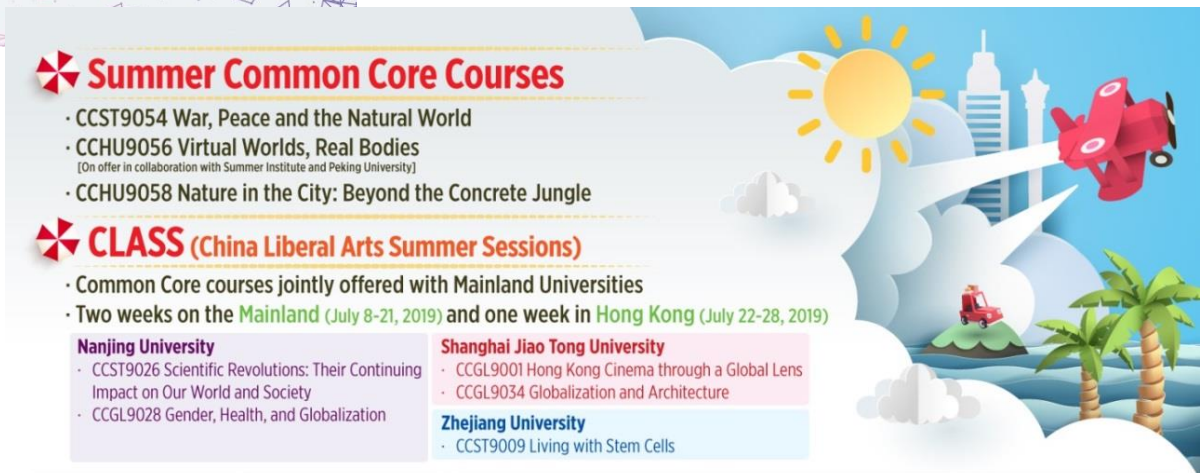 Summer Common Core Courses
· CCST9054 War, Peace and the Natural World
· CCHU9056 Virtual Worlds, Real Bodies
[On offer in collaboration with Summer Institute and Peking University]
· CCHU9058 Nature in the City: Beyond the Concrete Jungle
CLASS (China Liberal Arts Summer Sessions)
· Common Core courses jointly offered with Mainland Universities
· Two weeks on the Mainland (July 8-21, 2019) and one week in Hong Kong (July 22-28, 2019)
Nanjing University
· CCST9026 Scientific Revolutions: Their Continuing
Impact on Our World and Society
· CCGL9028 Gender, Health, and Globalization
Shanghai Jiao Tong University
· CCGL9001 Hong Kong Cinema through a Global Lens
· CCGL9034 Globalization and Architecture
Zhejiang University
· CCST9009 Living with Stem Cells